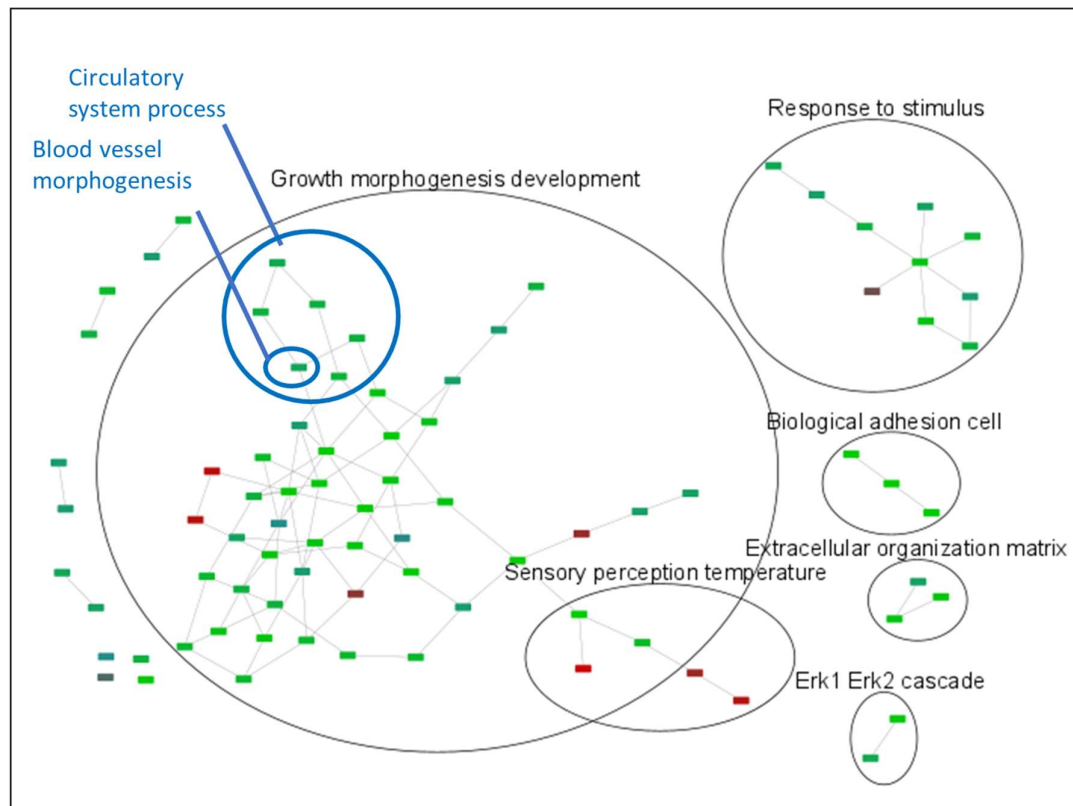 Circulatory
system process
Blood vessel
morphogenesis
Growth morphogenesis development
Response to stimulus
Biological adhesion cell
Extracellular organization matrix
Sensory perception temperature
Erk1 Erk2 cascade